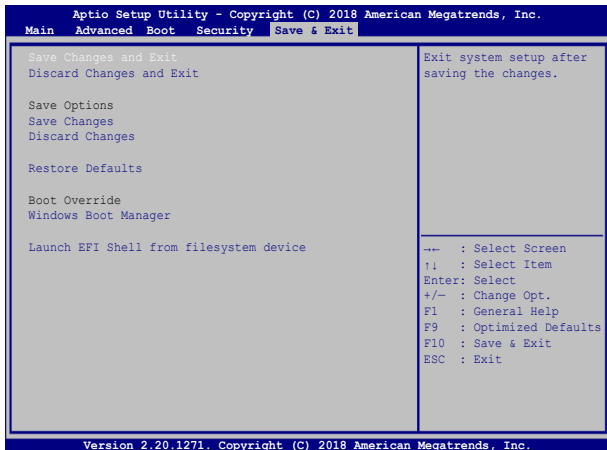 Aptio Setup Utility - Copyright (C) 2018 American Megatrends, Inc.
Main Advanced Boot Security Save & Exit
Save Changes and Exit
Discard Changes and Exit
Save Options
Save Changes
Discard Changes
Restore Defaults
Boot Override
Windows Boot Manager
Launch EFI Shell from filesystem device
Exit system setup after
saving the changes.
→← : Select Screen
↑↓ : Select Item
Enter: Select
+/— : Change Opt.
F1 : General Help
F9 : Optimized Defaults
F10 : Save & Exit
ESC : Exit
Version 2.20.1271. Copyright (C) 2018 American Megatrends, Inc.